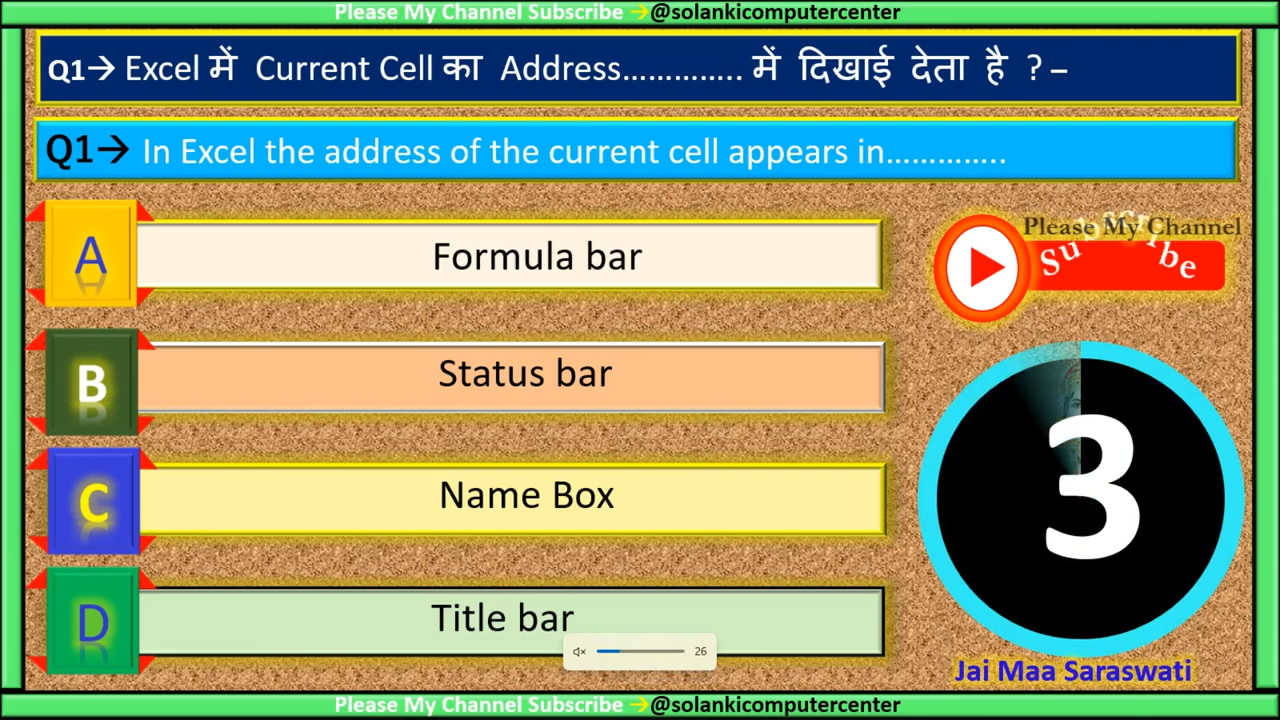 Please My Channel Subscribe →@solankicomputercenter
Q1→ Excel में Current Cell का Address………….. में दिखाई देता है ? –
Q1→ In Excel the address of the current cell appears in…………..
A Formula bar
Please My Channel
Subscribe
B Status bar
3
C Name Box
D Title bar
26
Jai Maa Saraswati
Please My Channel Subscribe →@solankicomputercenter